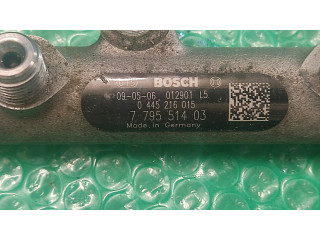 BOSCH
09-05-06 012901 L5
0 445 216 015
7 795 514 03
Made in Germany